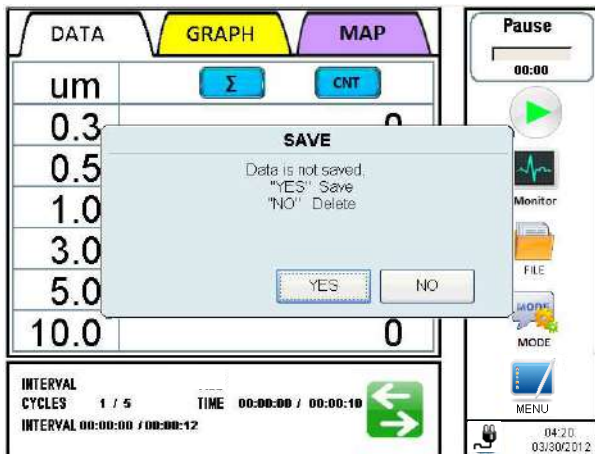 DATA GRAPH MAP
um Σ CNT
0.3 0
0.5
1.0
3.0
5.0
10.0 0
SAVE
Data is not saved.
"YES" Save
"NO" Delete
YES NO
INTERVAL
CYCLES 1 / 5 TIME 00:00:00 / 00:00:10
INTERVAL 00:00:00 / 00:00:12
Pause
00:00
Monitor
FILE
MODE
MODE
MENU
04:20
03/30/2012